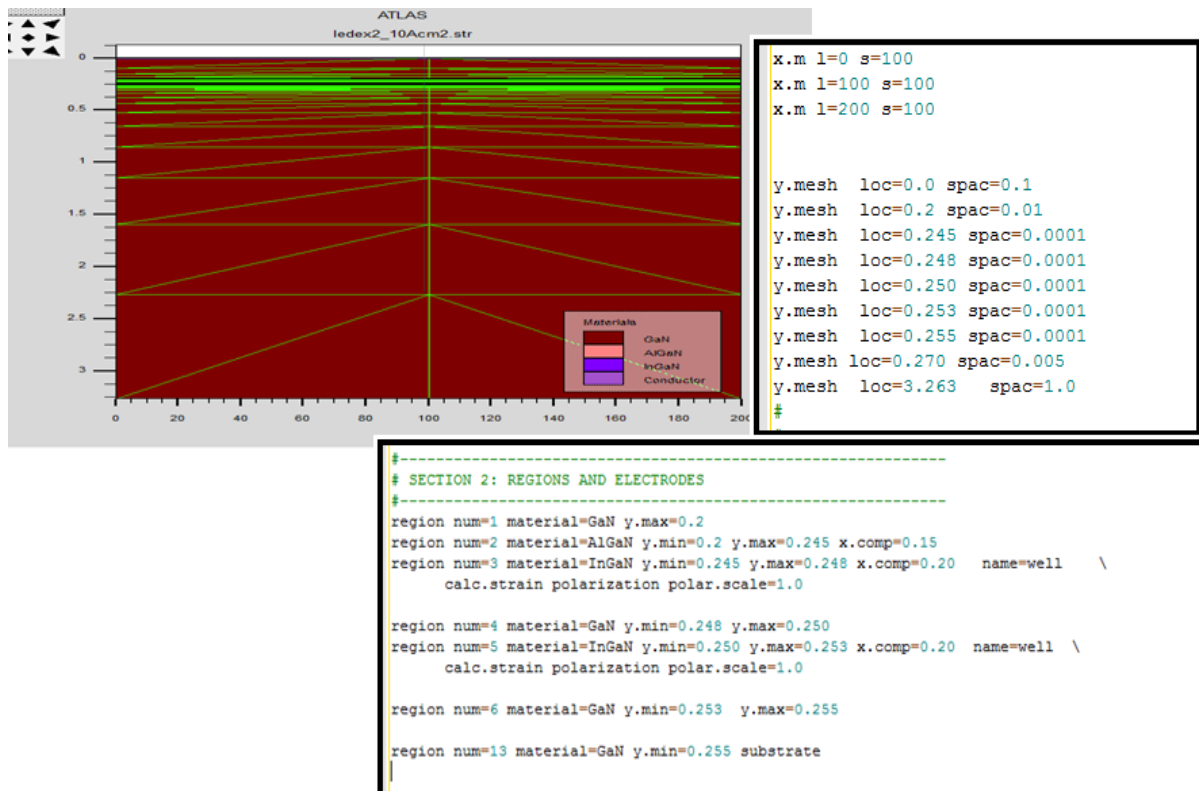 ATLAS
ledex2_10Acm2.str
0
0.5
1
1.5
2
2.5
3
0 20 40 60 80 100 120 140 160 180 200
Materials
GaN
AlGaN
InGaN
Conductor
x.m l=0 s=100
x.m l=100 s=100
x.m l=200 s=100
y.mesh loc=0.0 spac=0.1
y.mesh loc=0.2 spac=0.01
y.mesh loc=0.245 spac=0.0001
y.mesh loc=0.248 spac=0.0001
y.mesh loc=0.250 spac=0.0001
y.mesh loc=0.253 spac=0.0001
y.mesh loc=0.255 spac=0.0001
y.mesh loc=0.270 spac=0.005
y.mesh loc=3.263 spac=1.0
#
#-----------------------------------------------------------------
# SECTION 2: REGIONS AND ELECTRODES
#-----------------------------------------------------------------
region num=1 material=GaN y.max=0.2
region num=2 material=AlGaN y.min=0.2 y.max=0.245 x.comp=0.15
region num=3 material=InGaN y.min=0.245 y.max=0.248 x.comp=0.20 name=well \
calc.strain polarization polar.scale=1.0
region num=4 material=GaN y.min=0.248 y.max=0.250
region num=5 material=InGaN y.min=0.250 y.max=0.253 x.comp=0.20 name=well \
calc.strain polarization polar.scale=1.0
region num=6 material=GaN y.min=0.253 y.max=0.255
region num=13 material=GaN y.min=0.255 substrate